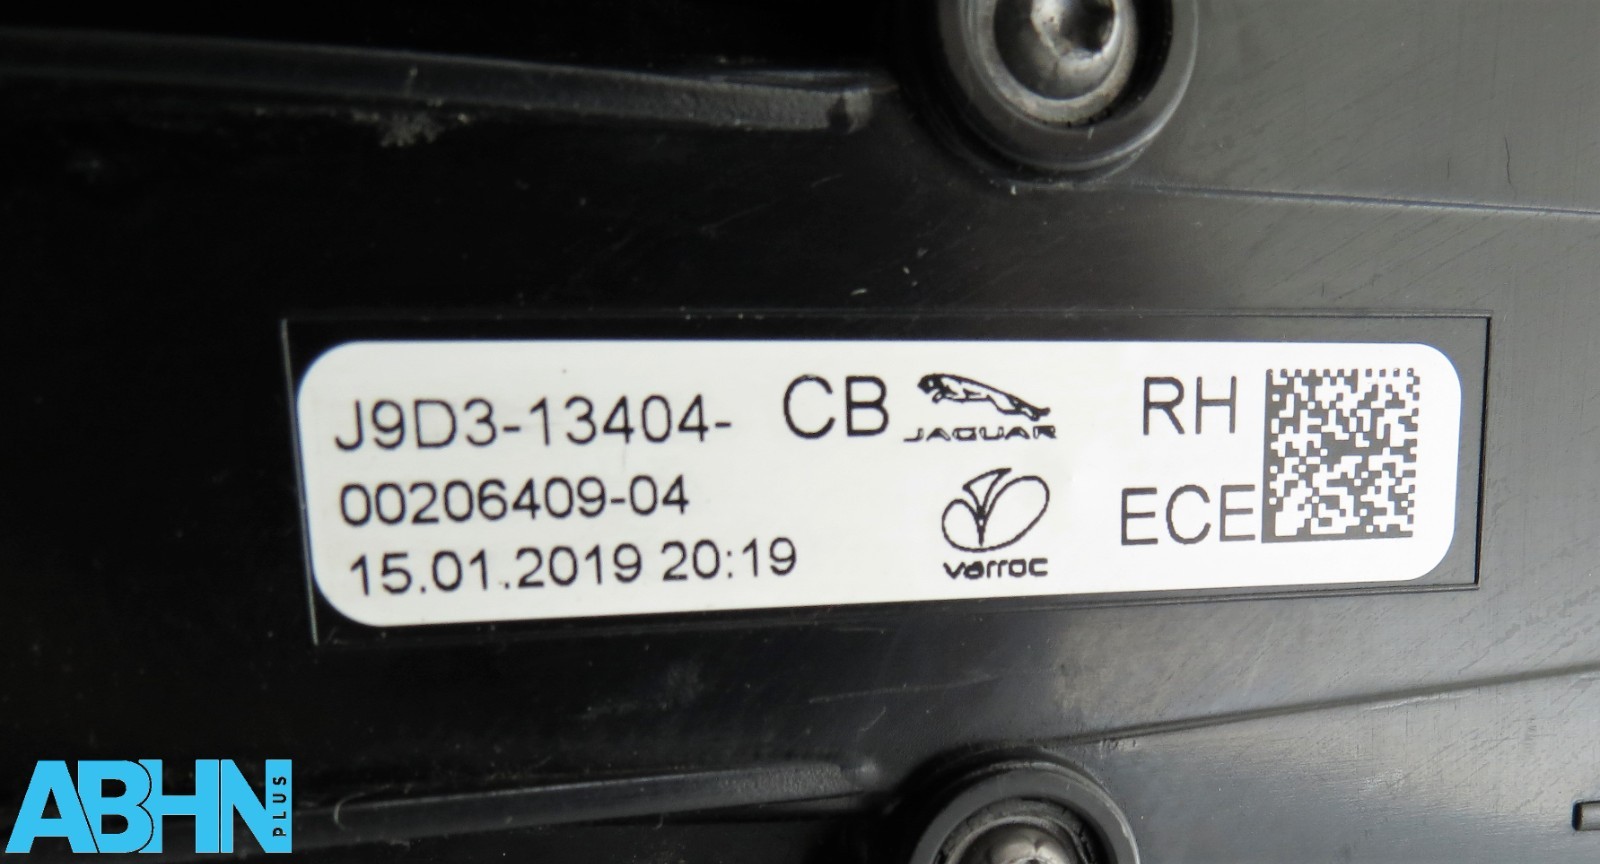 J9D3-13404- CB JAGUAR RH
00206409-04 varroc ECE
15.01.2019 20:19
ABHN PLUS